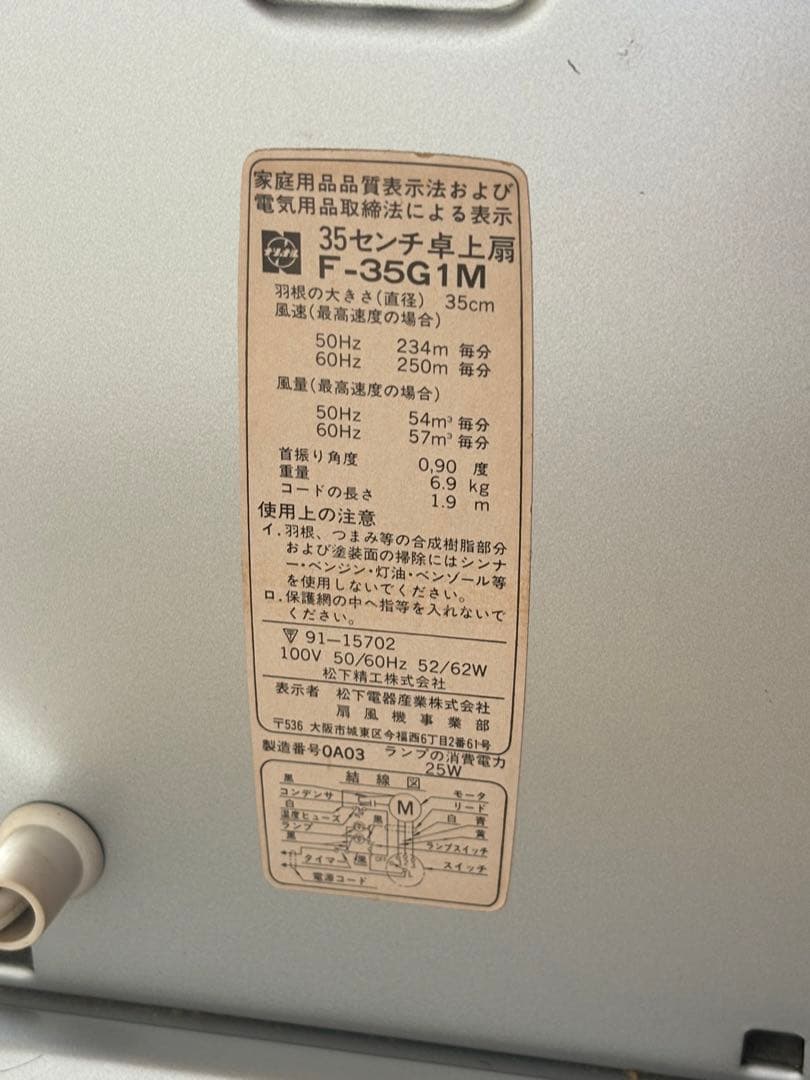 家庭用品品質表示法および
電気用品取締法による表示
ナショナル
35センチ卓上扇
F-35G1M
羽根の大きさ(直径) 35cm
風速(最高速度の場合)
50Hz 234m 毎分
60Hz 250m 毎分
風量(最高速度の場合)
50Hz 54m³ 毎分
60Hz 57m³ 毎分
首振り角度 0,90 度
重量 6.9 kg
コードの長さ 1.9 m
使用上の注意
イ.羽根、つまみ等の合成樹脂部分
および塗装面の掃除にはシンナ
ー・ベンジン・灯油・ベンゾール等
を使用しないでください。
ロ.保護網の中へ指等を入れないで
ください。
91-15702
100V 50/60Hz 52/62W
松下精工株式会社
表示者 松下電器産業株式会社
扇風機事業部
〒536 大阪市城東区今福西6丁目2番61号
製造番号0A03 ランプの消費電力
25W
結線図
黒
コンデンサ
白
温度ヒューズ
ランプ
黒
タイマー
電源コード
M
黒
黒
モータ
リード
白 青
黄
ランプスイッチ
スイッチ